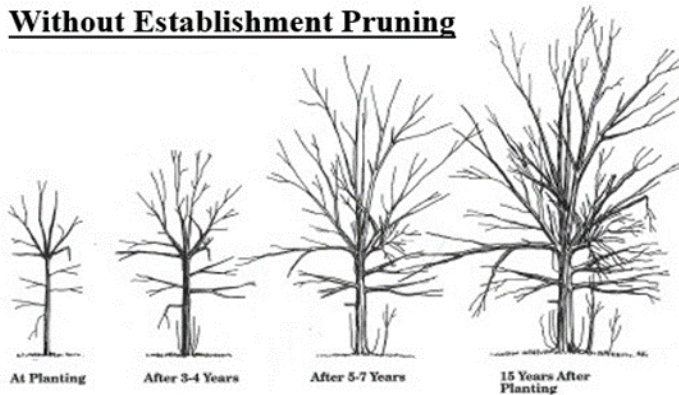 Without Establishment Pruning
At Planting
After 3-4 Years
After 5-7 Years
15 Years After
Planting